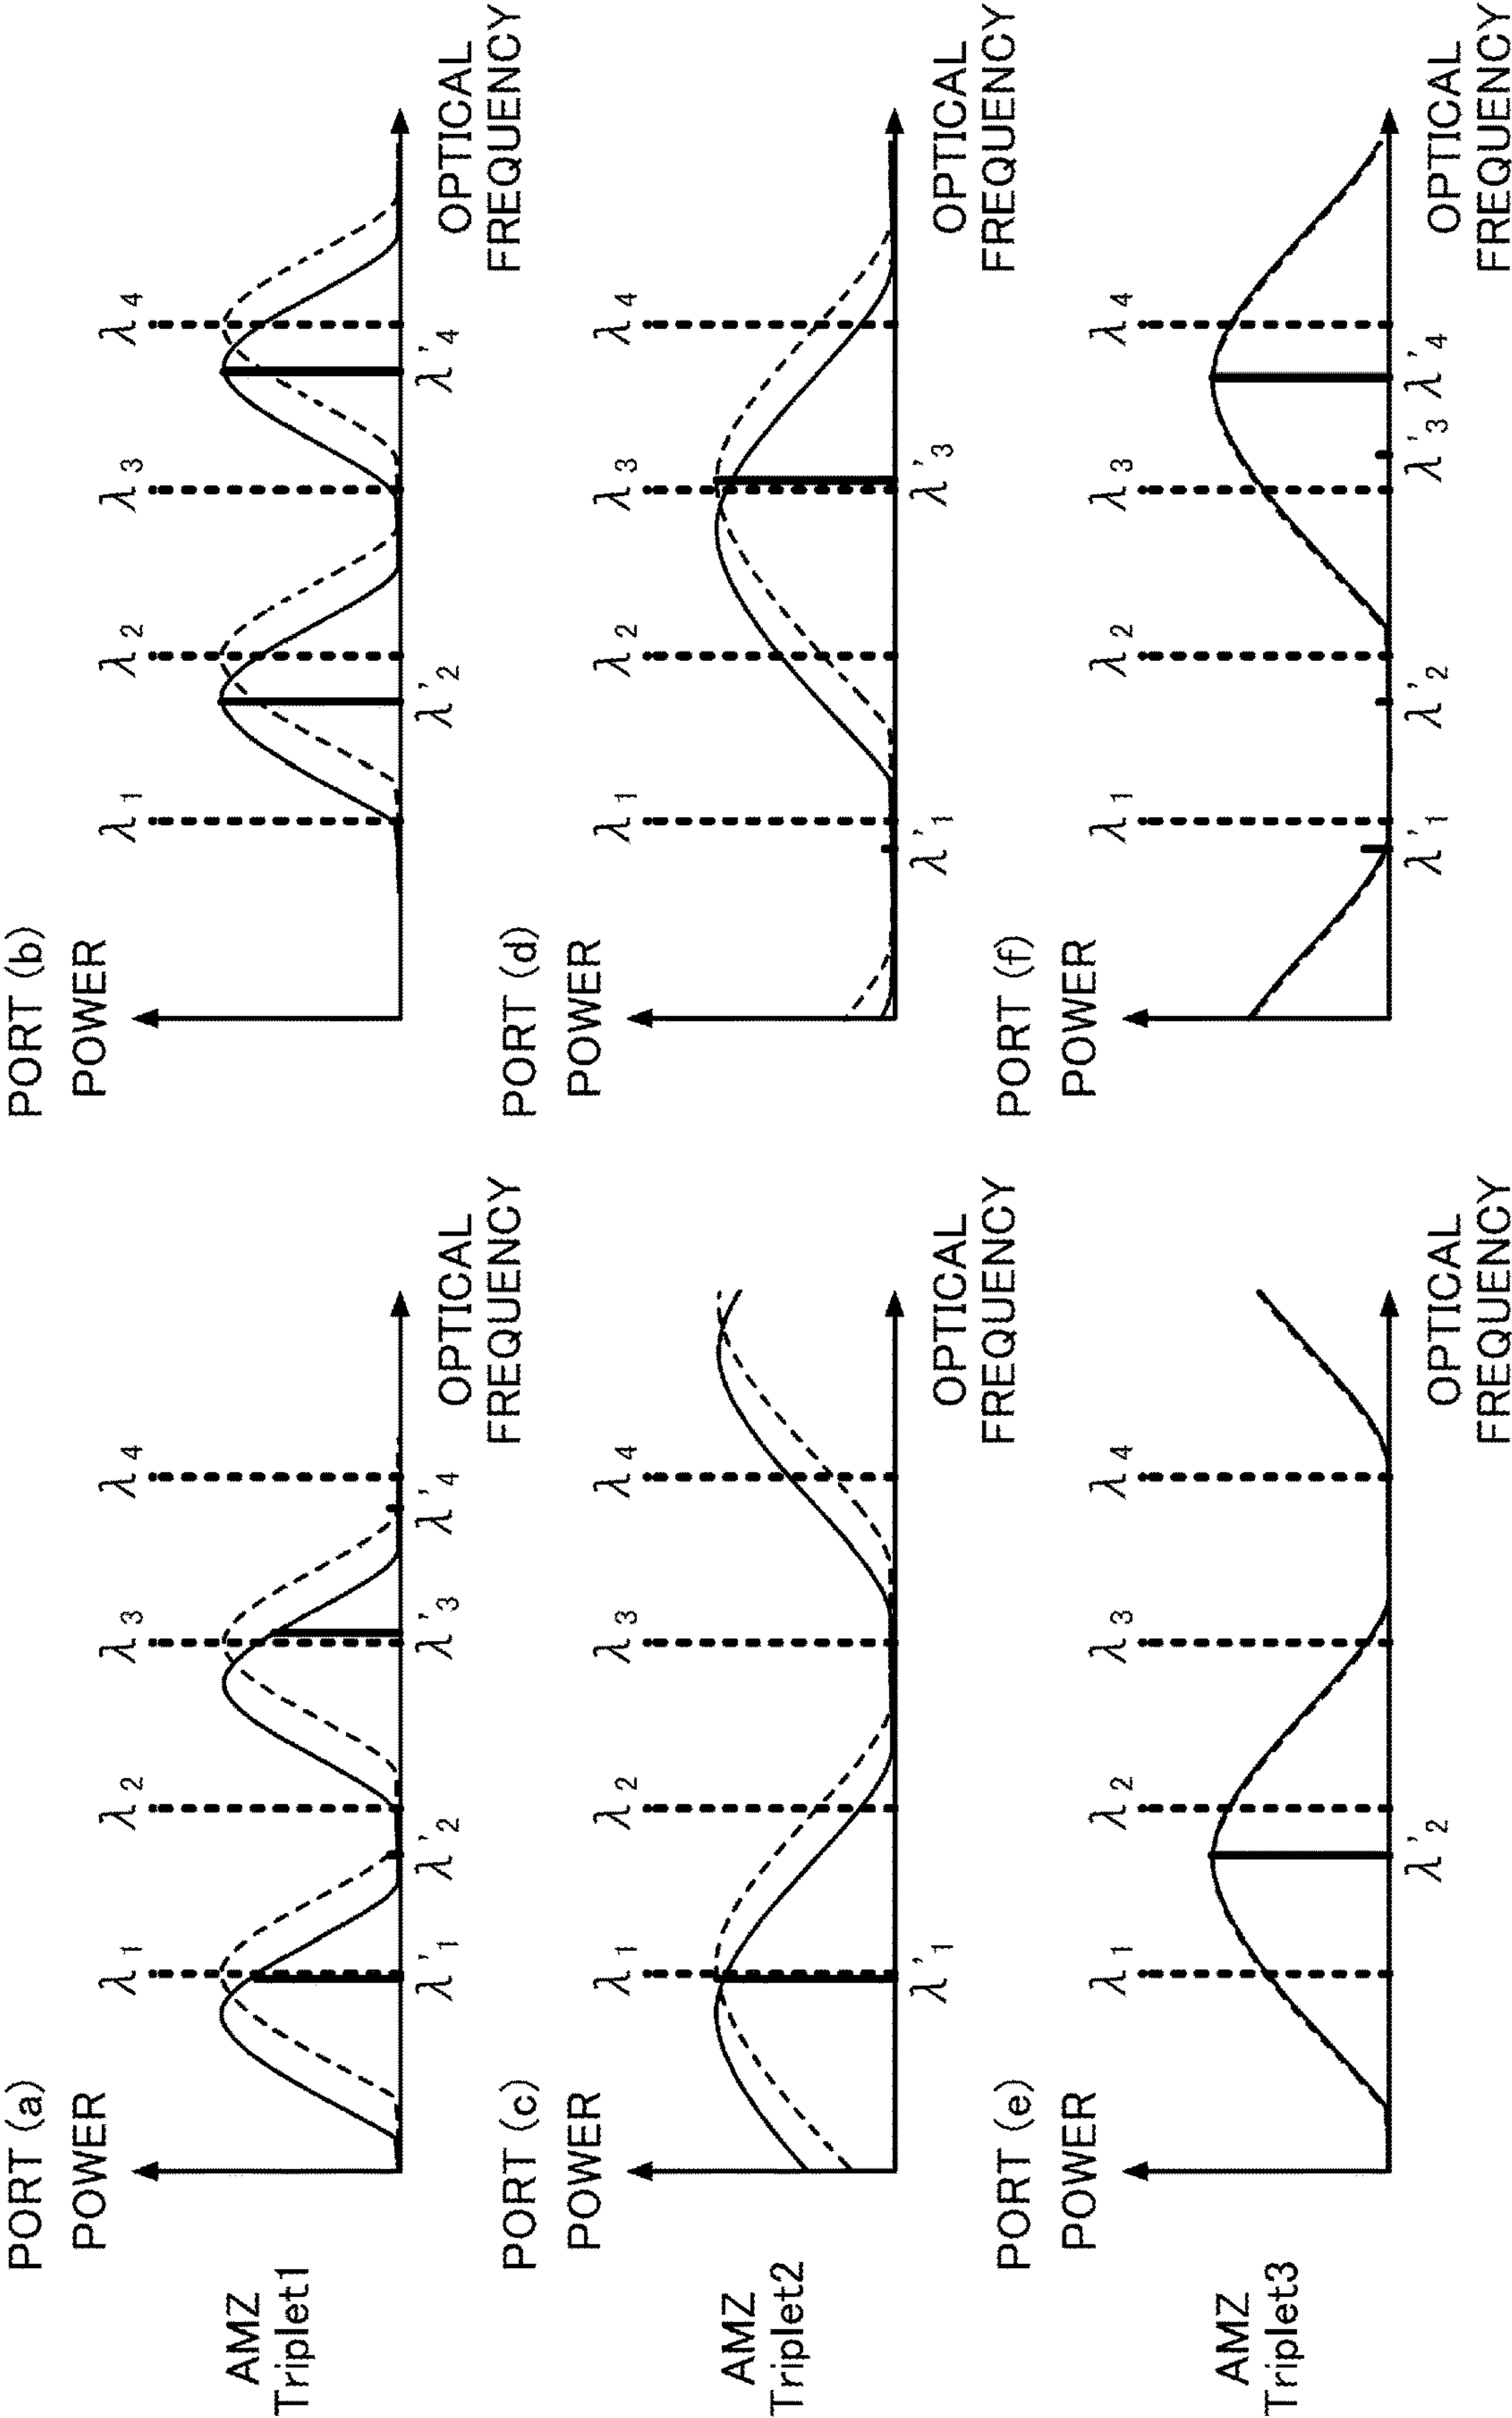 AMZ
Triplet1
PORT (a)
POWER
λ1 λ2 λ3 λ4
λ'1 λ'2 λ'3 λ'4
OPTICAL
FREQUENCY
PORT (b)
POWER
λ1 λ2 λ3 λ4
λ'2 λ'4
OPTICAL
FREQUENCY
AMZ
Triplet2
PORT (c)
POWER
λ1 λ2 λ3 λ4
λ'1
OPTICAL
FREQUENCY
PORT (d)
POWER
λ1 λ2 λ3 λ4
λ'1 λ'3
OPTICAL
FREQUENCY
AMZ
Triplet3
PORT (e)
POWER
λ1 λ2 λ3 λ4
λ'2
OPTICAL
FREQUENCY
PORT (f)
POWER
λ1 λ2 λ3 λ4
λ'1 λ'2 λ'3 λ'4
OPTICAL
FREQUENCY